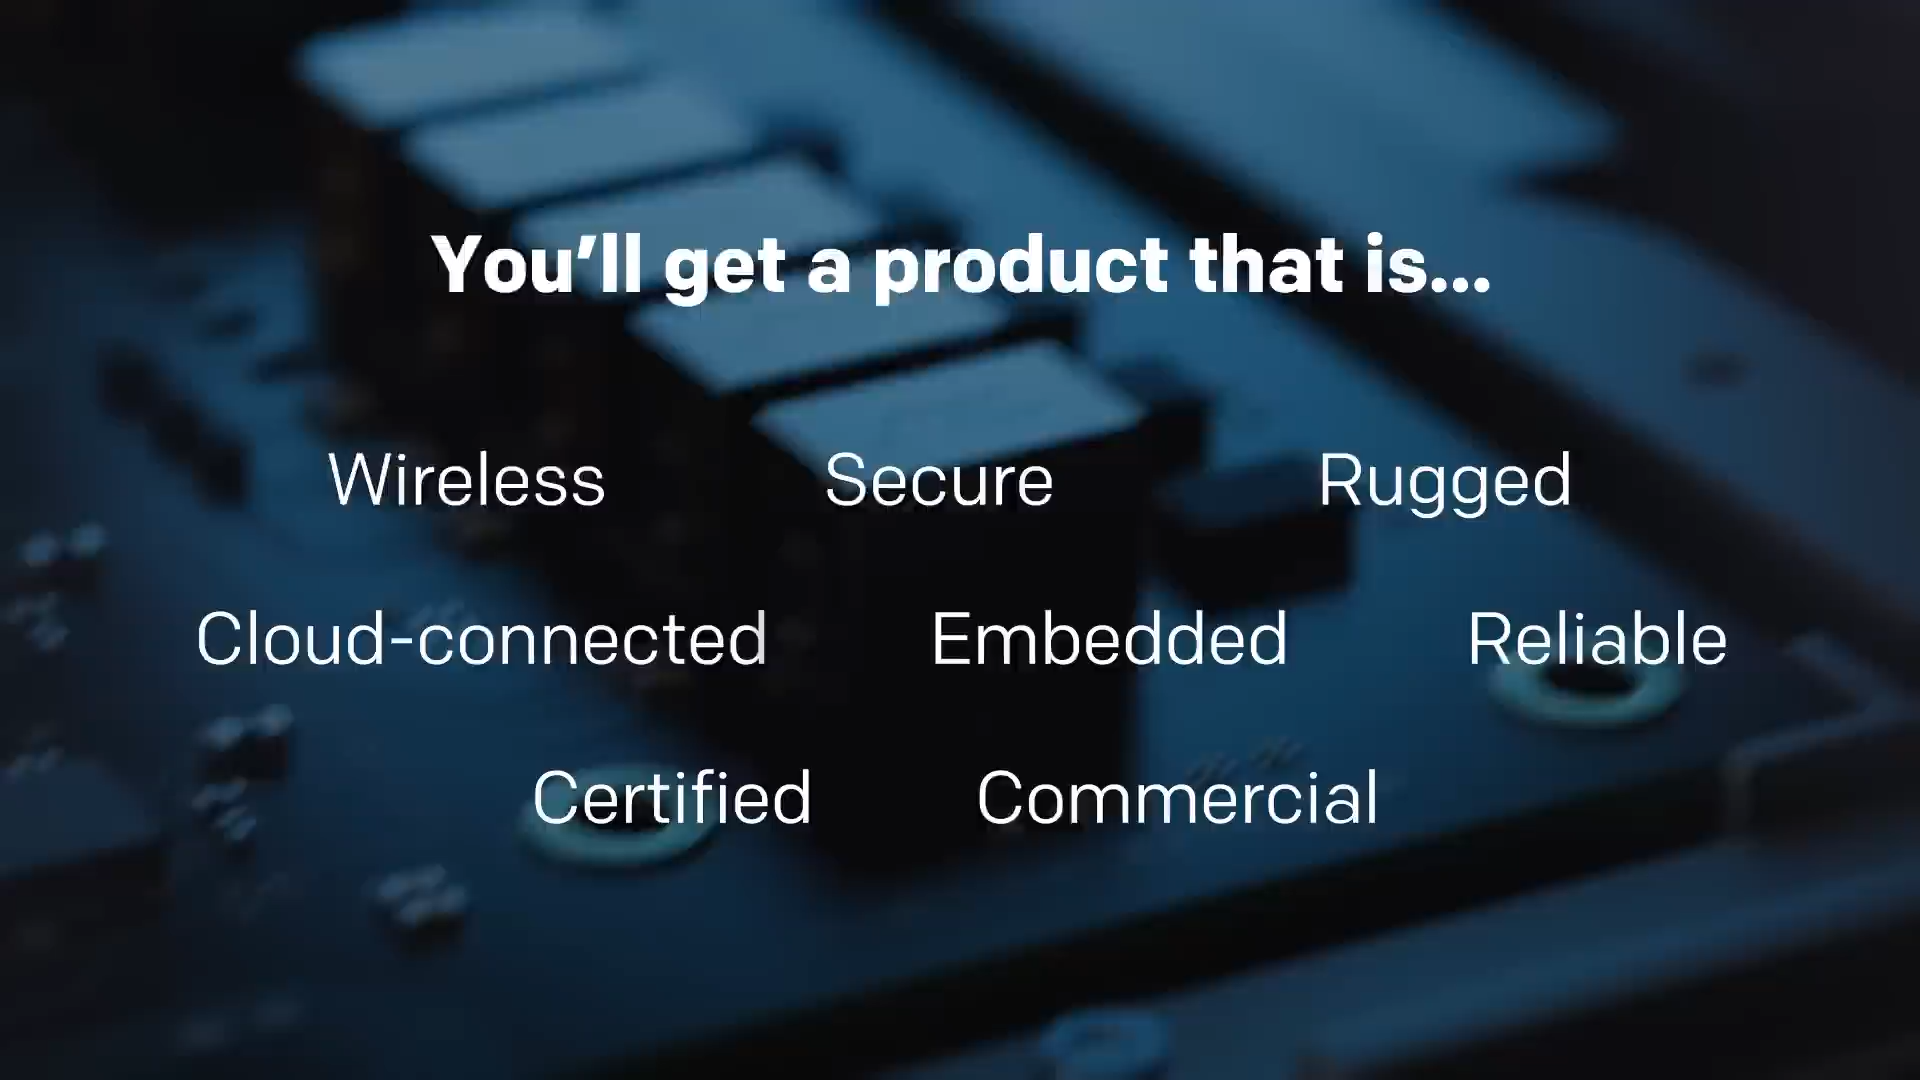 You’ll get a product that is...
Wireless Secure Rugged
Cloud-connected Embedded Reliable
Certified Commercial